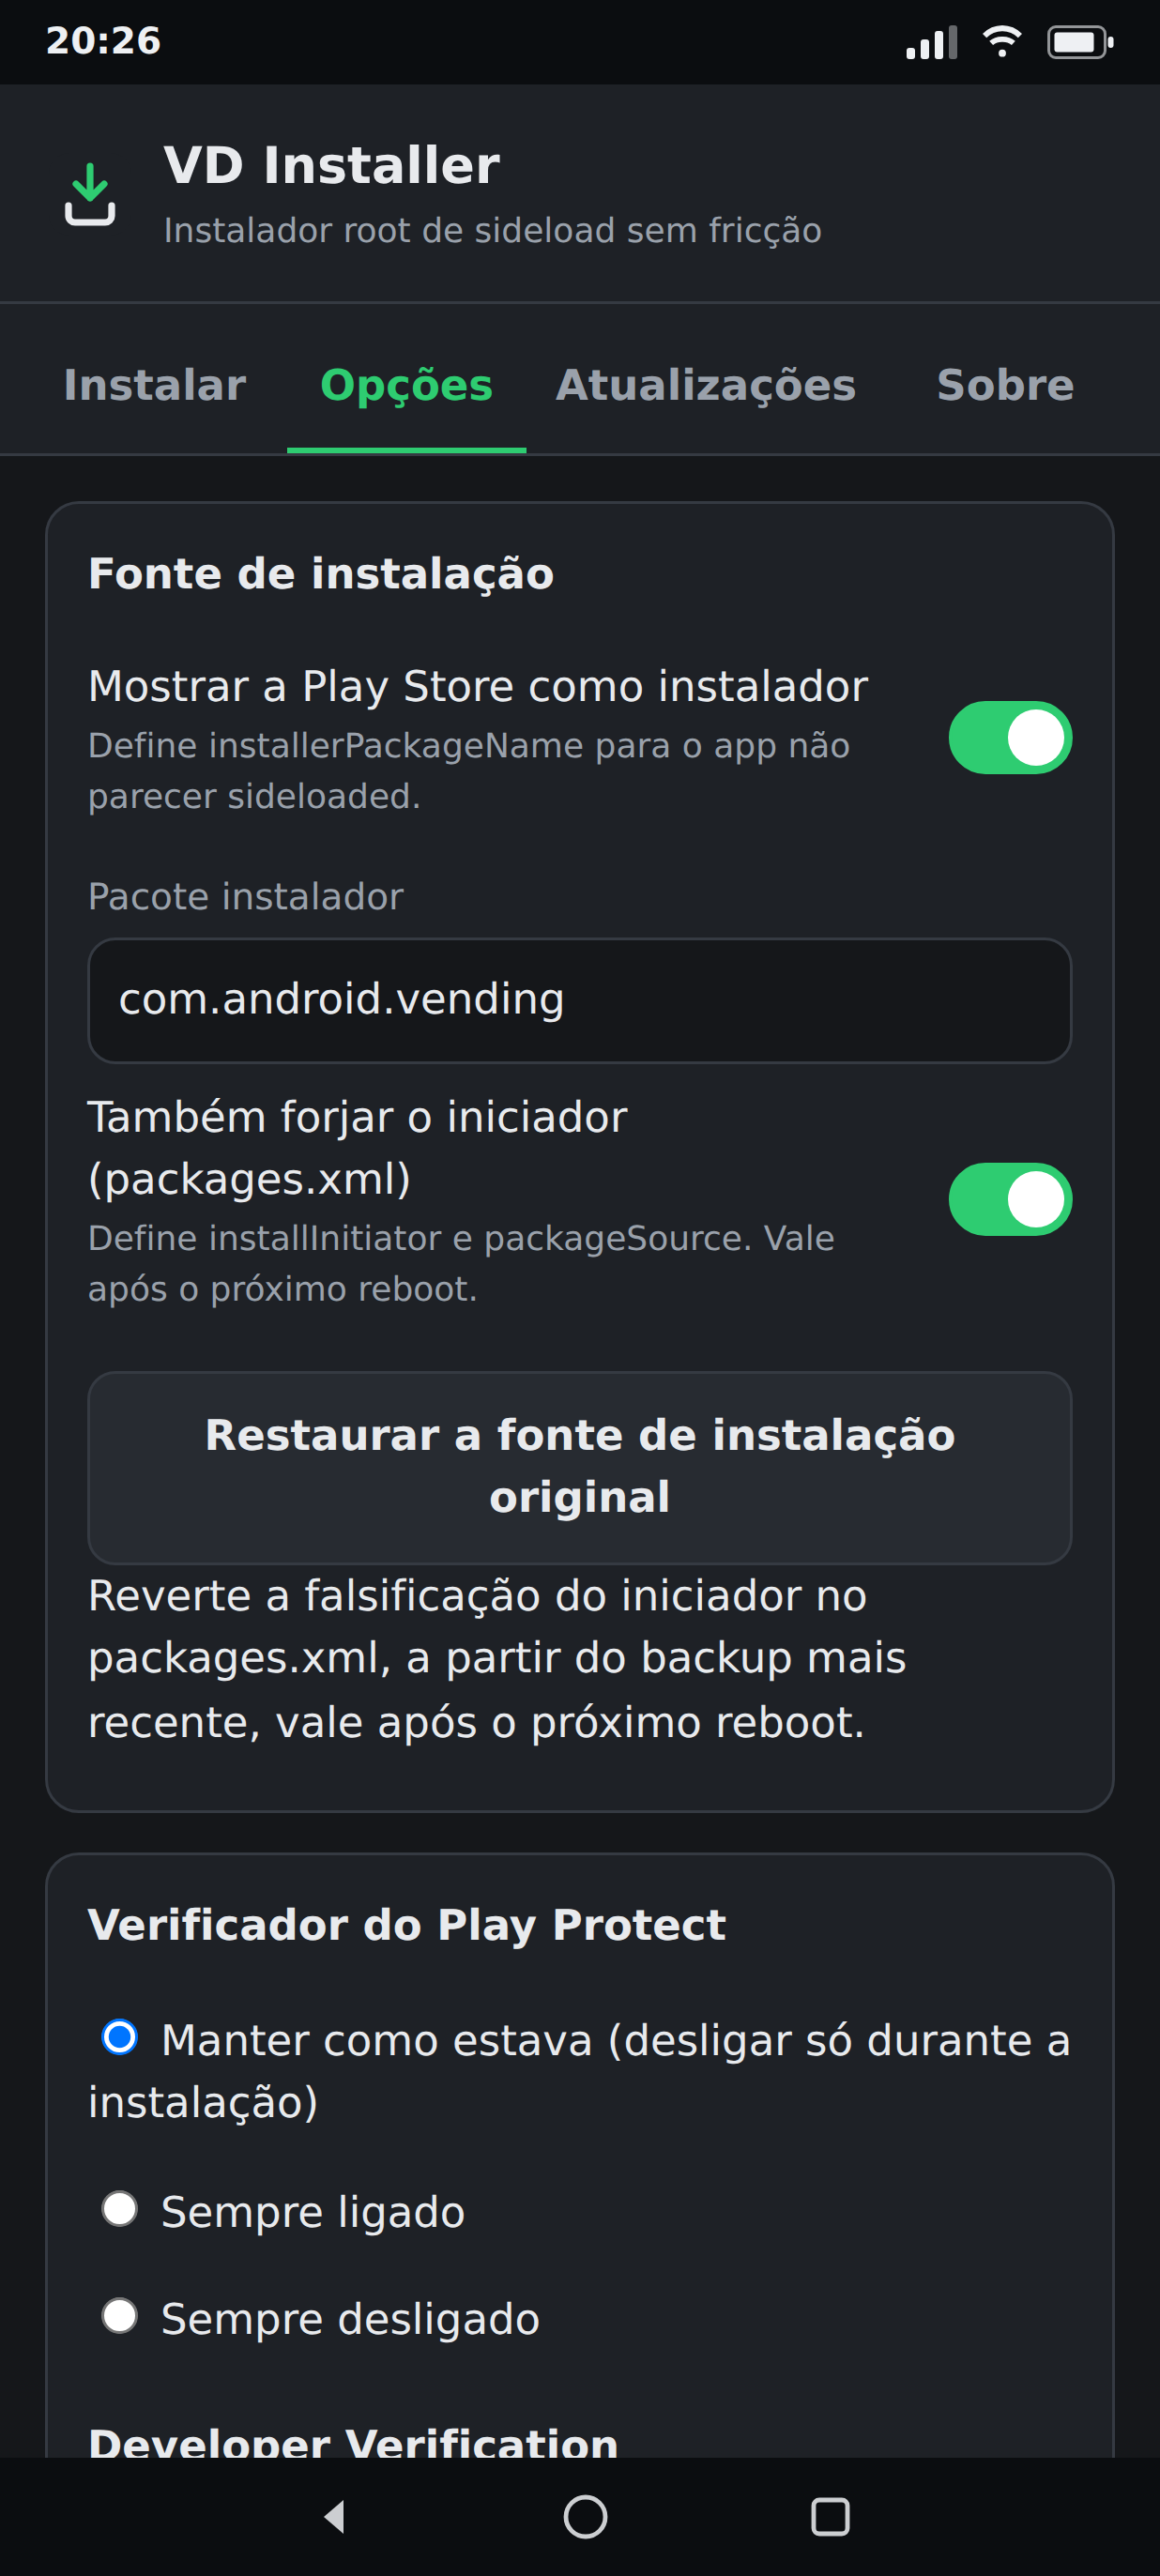 20:26
VD Installer
Instalador root de sideload sem fricção
Instalar Opções Atualizações Sobre
Fonte de instalação
Mostrar a Play Store como instalador
Define installerPackageName para o app não
parecer sideloaded.
Pacote instalador
com.android.vending
Também forjar o iniciador
(packages.xml)
Define installInitiator e packageSource. Vale
após o próximo reboot.
Restaurar a fonte de instalação
original
Reverte a falsificação do iniciador no
packages.xml, a partir do backup mais
recente, vale após o próximo reboot.
Verificador do Play Protect
Manter como estava (desligar só durante a
instalação)
Sempre ligado
Sempre desligado
Developer Verification